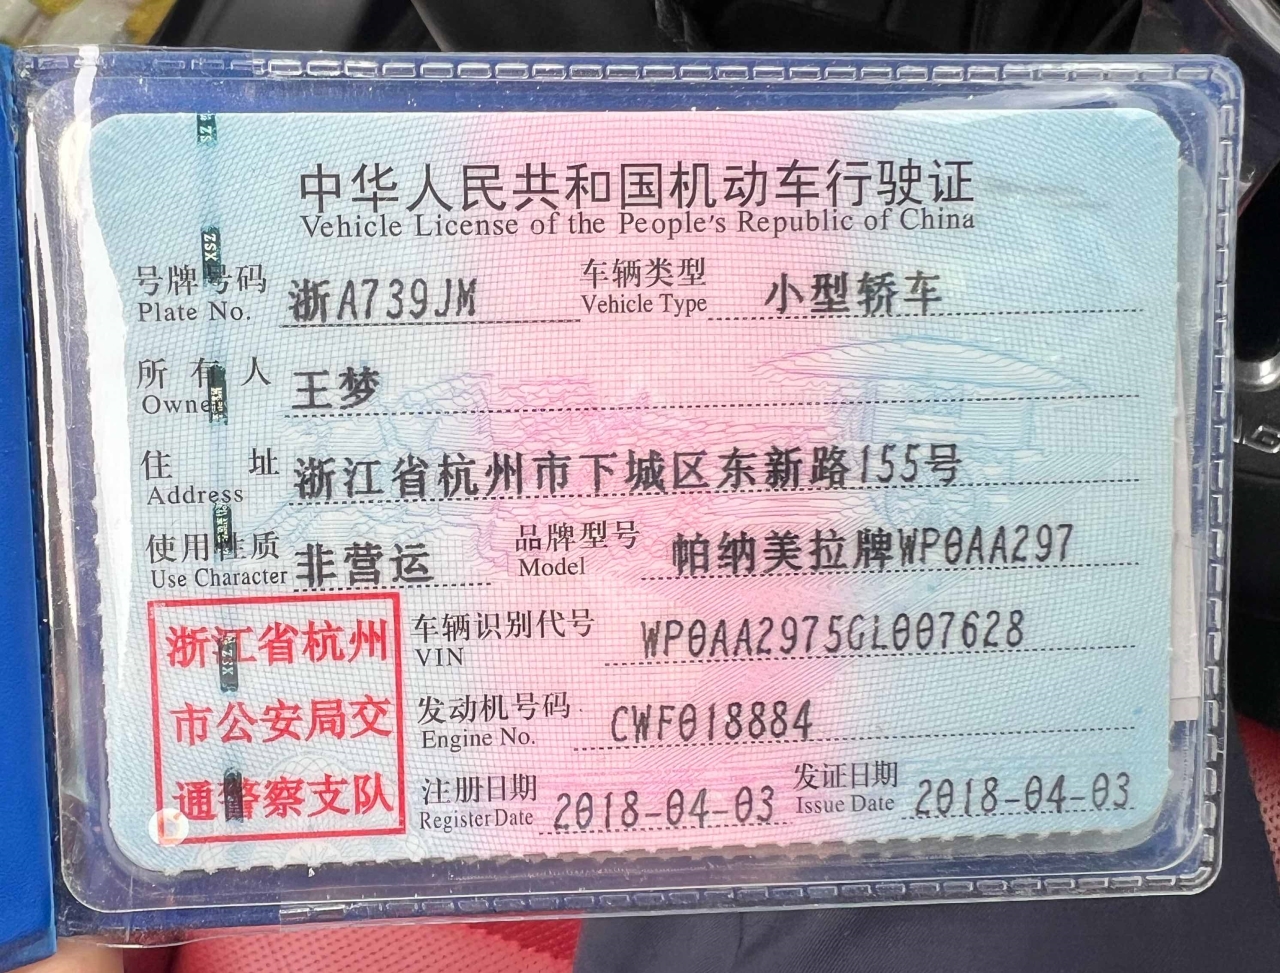 中华人民共和国机动车行驶证
Vehicle License of the People's Republic of China
号牌号码 浙A739JM 车辆类型 小型轿车
Plate No. Vehicle Type
所有人 王梦
Owner
住址 浙江省杭州市下城区东新路155号
Address
使用性质 非营运 品牌型号 帕纳美拉牌WP0AA297
Use Character Model
浙江省杭州
市公安局交
通警察支队
车辆识别代号 WP0AA2975GL007628
VIN
发动机号码 CWF018884
Engine No.
注册日期 2018-04-03 发证日期 2018-04-03
Register Date Issue Date